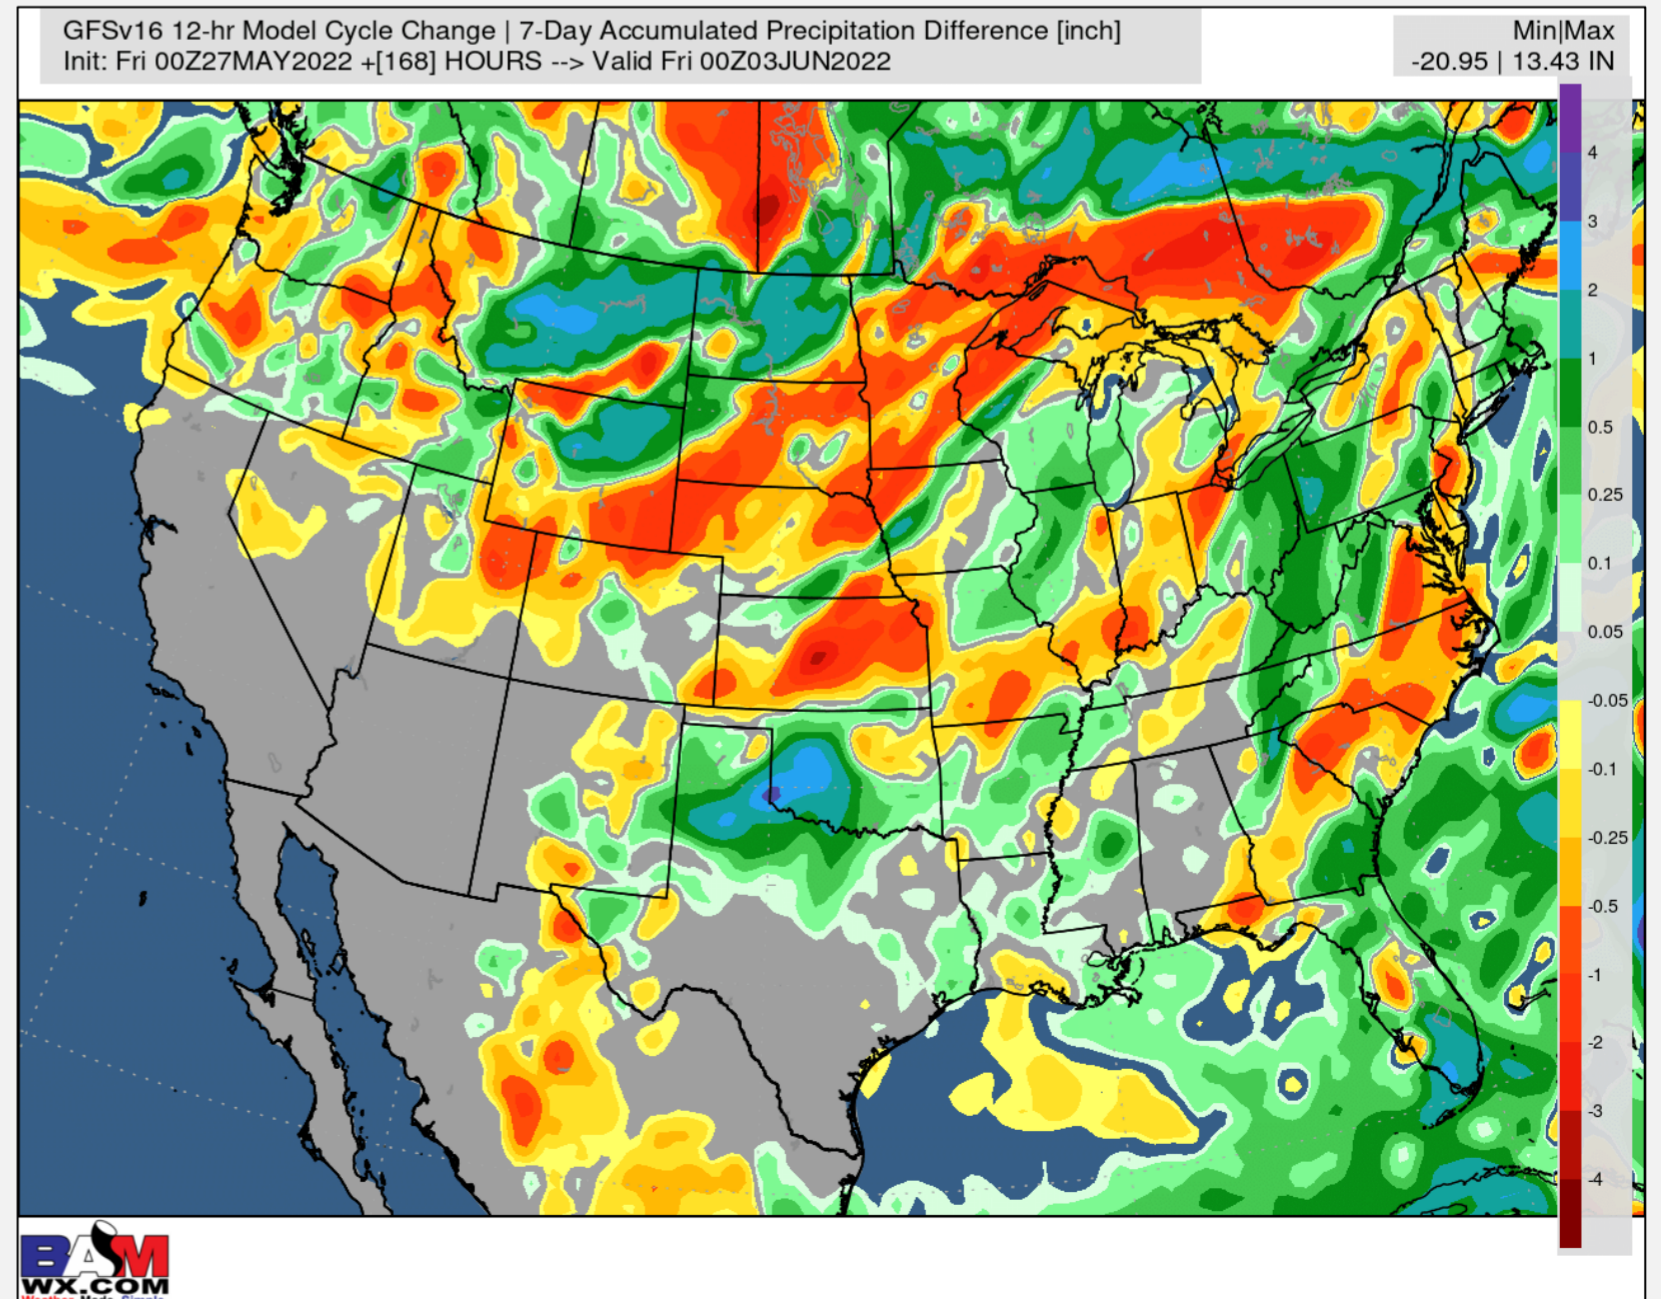 GFSv16 12-hr Model Cycle Change | 7-Day Accumulated Precipitation Difference [inch]
Init: Fri 00Z27MAY2022 +[168] HOURS --> Valid Fri 00Z03JUN2022
Min|Max
-20.95 | 13.43 IN
4
3
2
1
0.5
0.25
0.1
0.05
-0.05
-0.1
-0.25
-0.5
-1
-2
-3
-4
BAM
WX.COM